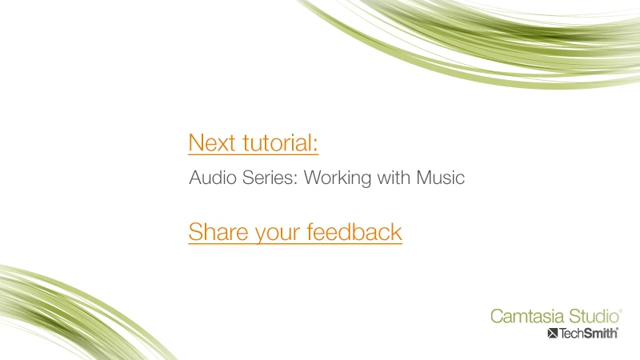 Next tutorial:
Audio Series: Working with Music
Share your feedback
Camtasia Studio®
TechSmith®